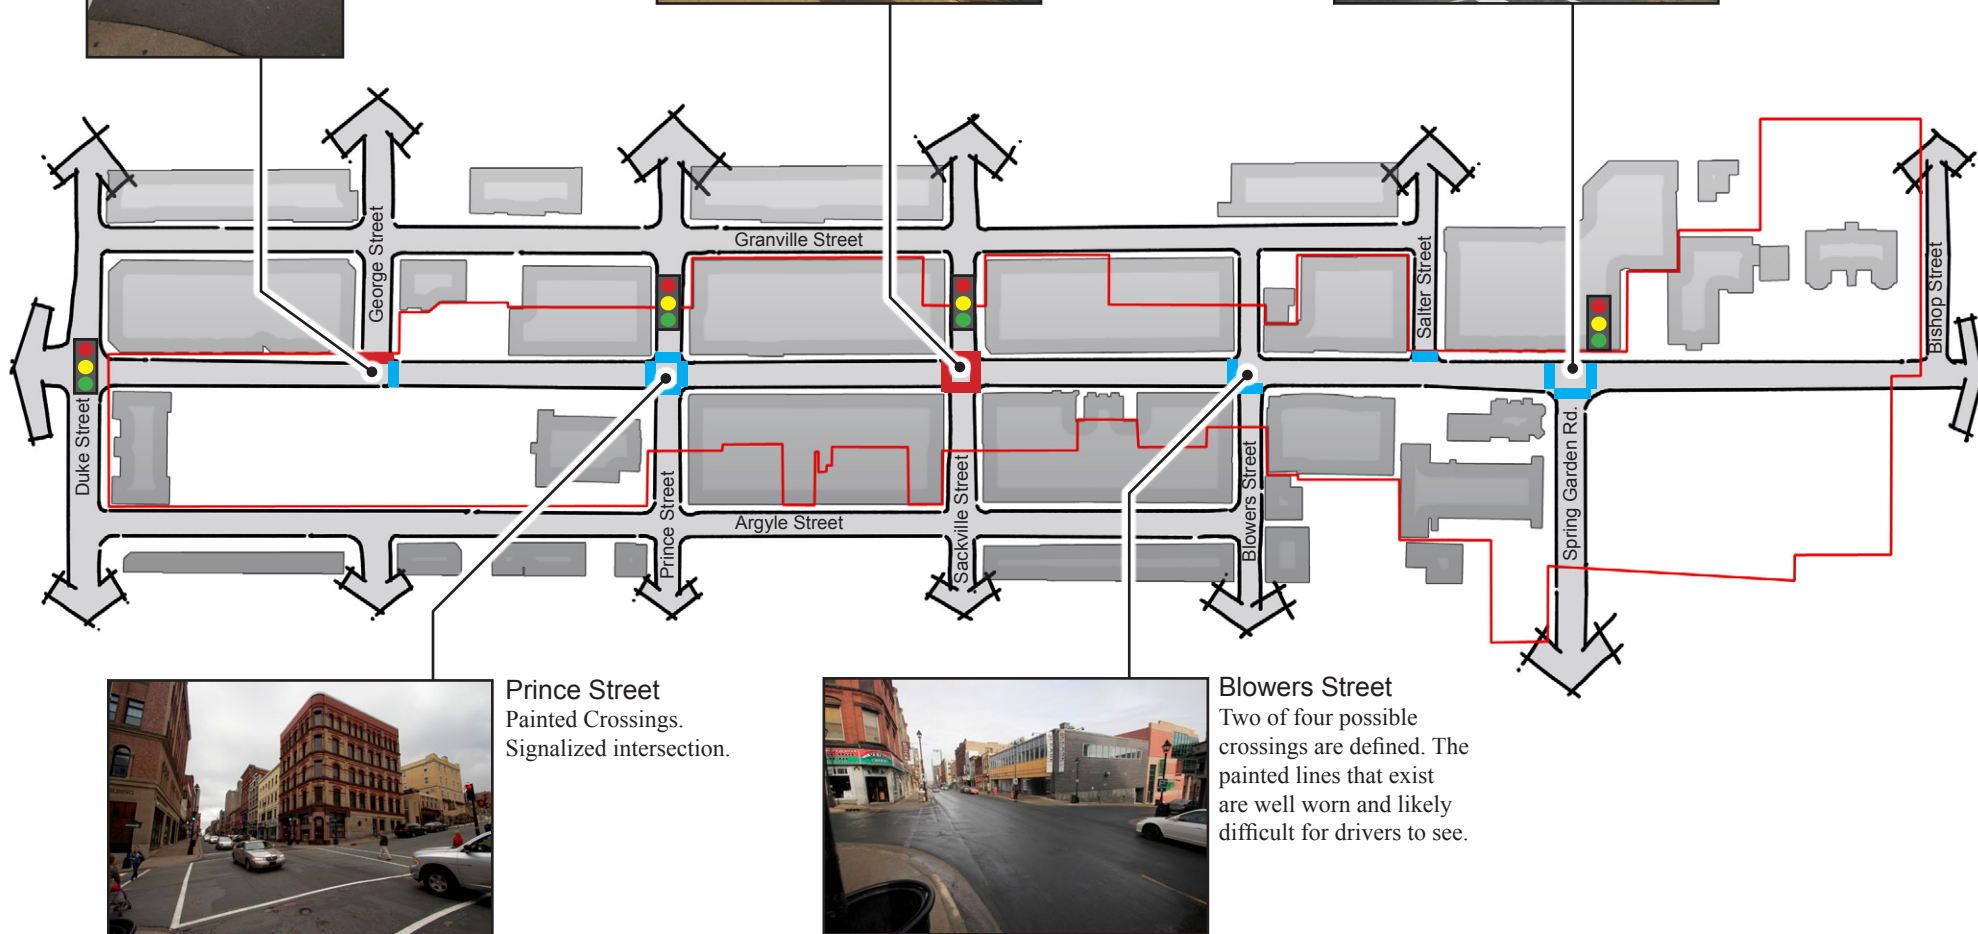 Granville Street
George Street
Salter Street
Bishop Street
Duke Street
Prince Street
Sackville Street
Blowers Street
Spring Garden Rd.
Argyle Street
Prince Street
Painted Crossings.
Signalized intersection.
Blowers Street
Two of four possible
crossings are defined. The
painted lines that exist
are well worn and likely
difficult for drivers to see.